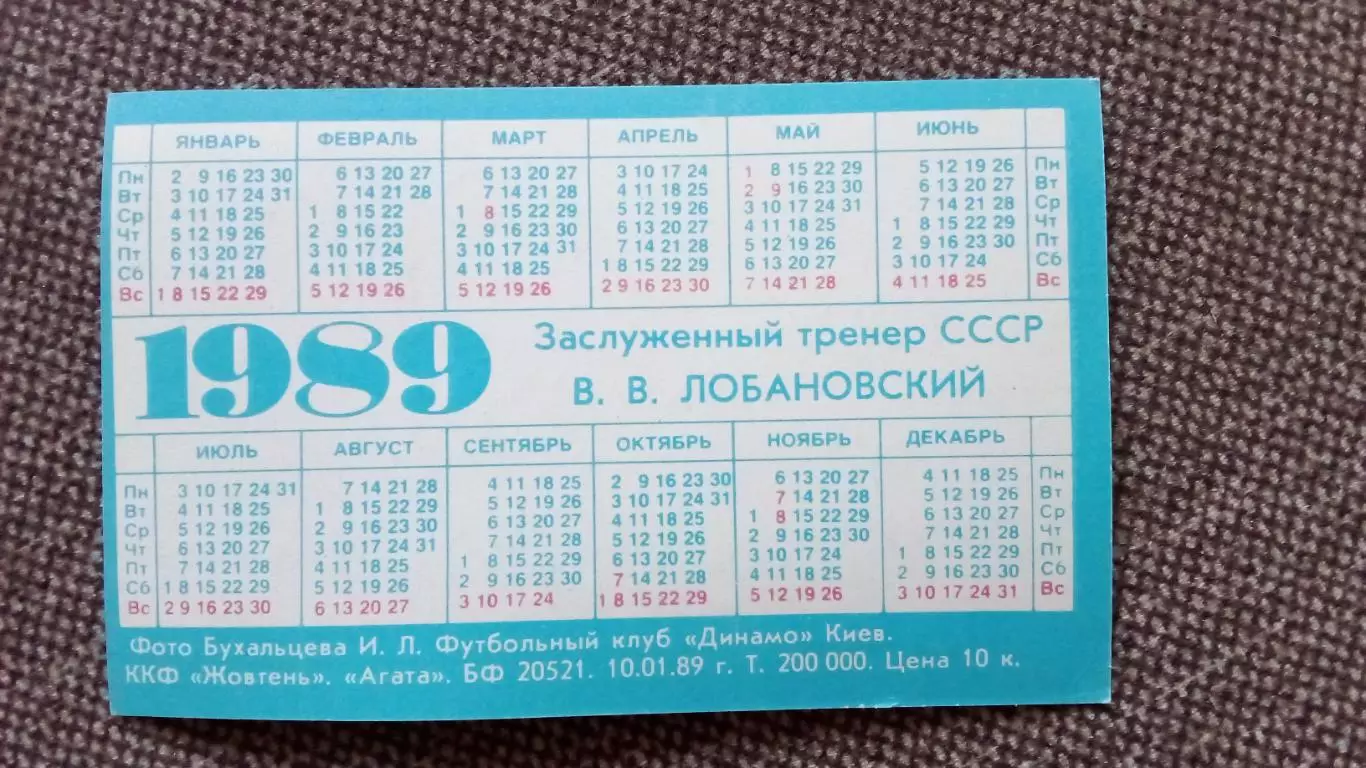 ЯНВАРЬ ФЕВРАЛЬ МАРТ АПРЕЛЬ МАЙ ИЮНЬ
Пн 2 9 16 23 30 6 13 20 27 6 13 20 27 3 10 17 24 1 8 15 22 29 5 12 19 26 Пн
Вт 3 10 17 24 31 7 14 21 28 7 14 21 28 4 11 18 25 2 9 16 23 30 6 13 20 27 Вт
Ср 4 11 18 25 1 8 15 22 1 8 15 22 29 5 12 19 26 3 10 17 24 31 7 14 21 28 Ср
Чт 5 12 19 26 2 9 16 23 2 9 16 23 30 6 13 20 27 4 11 18 25 1 8 15 22 29 Чт
Пт 6 13 20 27 3 10 17 24 3 10 17 24 31 7 14 21 28 5 12 19 26 2 9 16 23 30 Пт
Сб 7 14 21 28 4 11 18 25 4 11 18 25 1 8 15 22 29 6 13 20 27 3 10 17 24 Сб
Вс 1 8 15 22 29 5 12 19 26 5 12 19 26 2 9 16 23 30 7 14 21 28 4 11 18 25 Вс
1989 Заслуженный тренер СССР
В. В. ЛОБАНОВСКИЙ
ИЮЛЬ АВГУСТ СЕНТЯБРЬ ОКТЯБРЬ НОЯБРЬ ДЕКАБРЬ
Пн 3 10 17 24 31 7 14 21 28 4 11 18 25 2 9 16 23 30 6 13 20 27 4 11 18 25 Пн
Вт 4 11 18 25 1 8 15 22 29 5 12 19 26 3 10 17 24 31 7 14 21 28 5 12 19 26 Вт
Ср 5 12 19 26 2 9 16 23 30 6 13 20 27 4 11 18 25 1 8 15 22 29 6 13 20 27 Ср
Чт 6 13 20 27 3 10 17 24 31 7 14 21 28 5 12 19 26 2 9 16 23 30 7 14 21 28 Чт
Пт 7 14 21 28 4 11 18 25 1 8 15 22 29 6 13 20 27 3 10 17 24 1 8 15 22 29 Пт
Сб 1 8 15 22 29 5 12 19 26 2 9 16 23 30 7 14 21 28 4 11 18 25 2 9 16 23 30 Сб
Вс 2 9 16 23 30 6 13 20 27 3 10 17 24 1 8 15 22 29 5 12 19 26 3 10 17 24 31 Вс
Фото Бухальцева И. Л. Футбольный клуб «Динамо» Киев.
ККФ «Жовтень». «Агата». БФ 20521. 10.01.89 г. Т. 200 000. Цена 10 к.